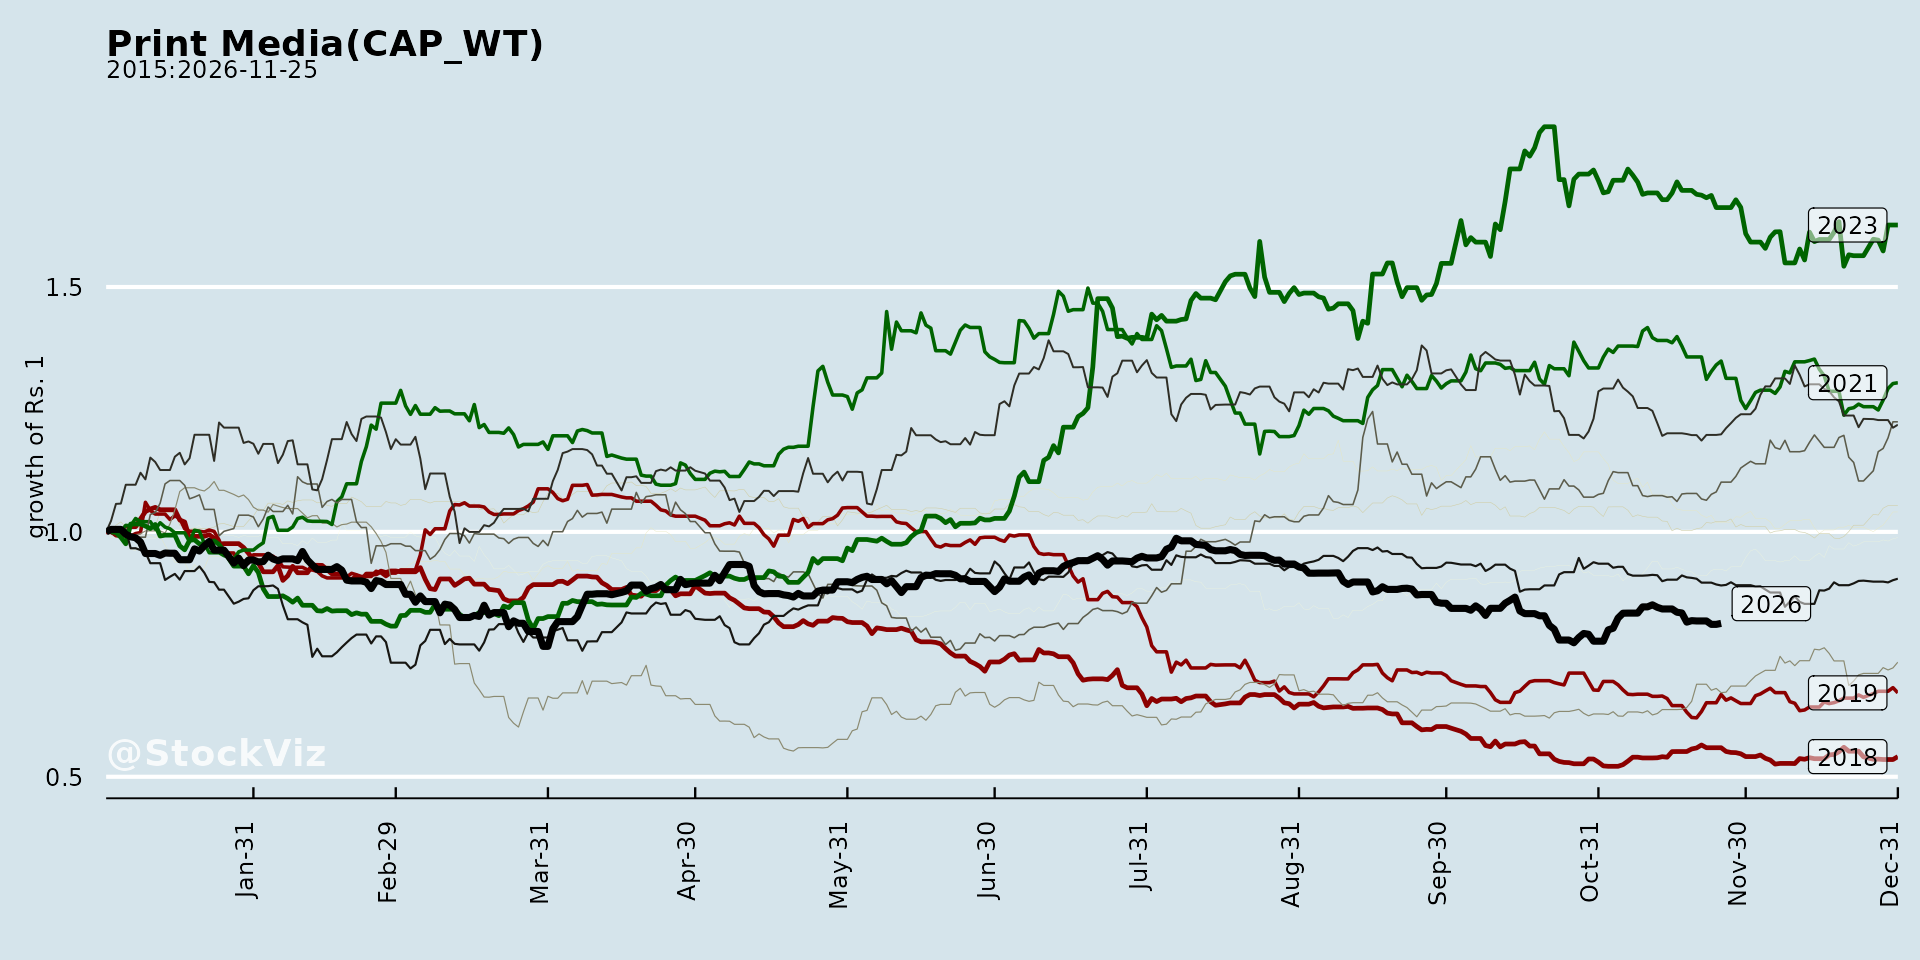 Print Media(CAP_WT)
2015:2026-11-25
growth of Rs. 1
1.5
1.0
0.5
2023
2021
2026
2019
2018
@StockViz
Jan-31
Feb-29
Mar-31
Apr-30
May-31
Jun-30
Jul-31
Aug-31
Sep-30
Oct-31
Nov-30
Dec-31